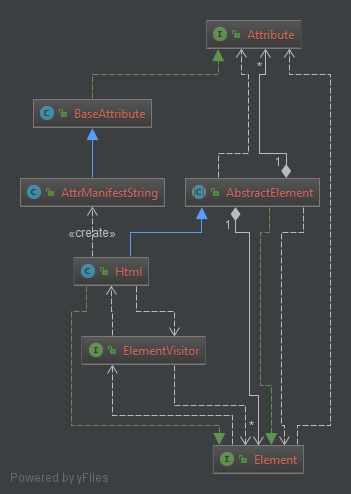 I Attribute
*
C BaseAttribute
C AttrManifestString
C AbstractElement
1
1
«create»
C Html
I ElementVisitor
*
I Element
Powered by yFiles